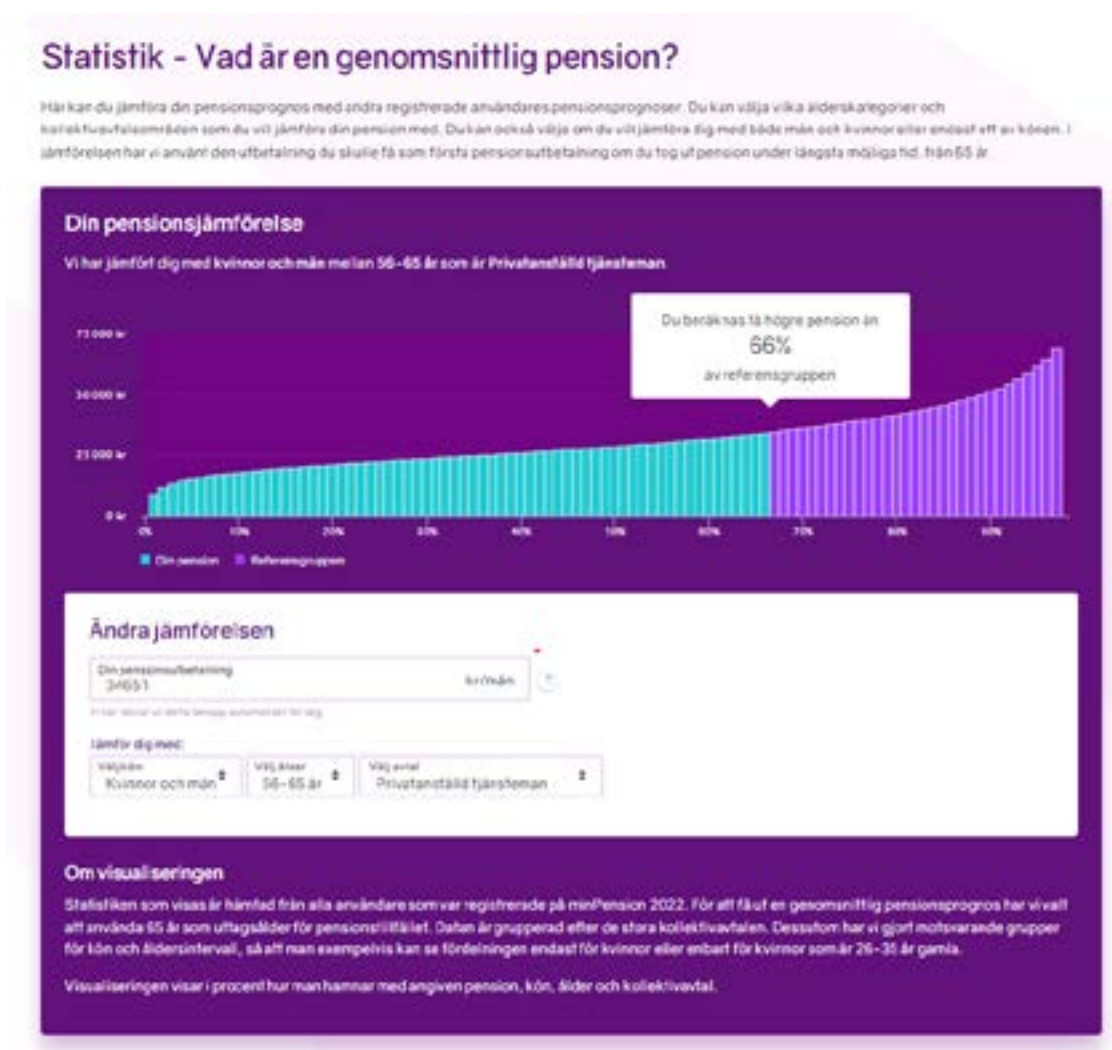 Statistik - Vad är en genomsnittlig pension?
Här kan du jämföra din pensionsprognos med andra registrerade användares pensionsprognoser. Du kan välja vilka ålderskategorier och
kollektivavtalsområden som du vill jämföra din pension med. Du kan också välja om du vill jämföra dig med både män och kvinnor eller endast ett av könen. I
jämförelsen har vi använt den utbetalning du skulle få som första pensionsutbetalning om du tog ut pension under längsta möjliga tid, från 65 år.
Din pensionsjämförelse
Vi har jämfört dig med kvinnor och män mellan 56-65 år som är Privatanställd tjänsteman.
Du beräknas få högre pension än
66%
av referensgruppen
50 000 kr
25 000 kr
0 kr
0% 10% 20% 30% 40% 50% 60% 70% 80% 90%
Din pension Referensgruppen
Ändra jämförelsen
Din pensionsutbetalning
34651 kr/mån
Jämför dig med:
Välj kön Välj ålder Välj avtal
Kvinnor och män 56-65 år Privatanställd tjänsteman
Om visualiseringen
Statistiken som visas är hämtad från alla användare som var registrerade på minPension 2022. För att få ut en genomsnittlig pensionsprognos har vi valt
att använda 65 år som uttagsålder för pensionstillfället. Datan är grupperad efter de stora kollektivavtalen. Dessutom har vi gjort motsvarande grupper
för kön och åldersintervall, så att man exempelvis kan se fördelningen endast för kvinnor eller enbart för kvinnor som är 26-35 år gamla.
Visualiseringen visar i procent hur man hamnar med angiven pension, kön, ålder och kollektivavtal.